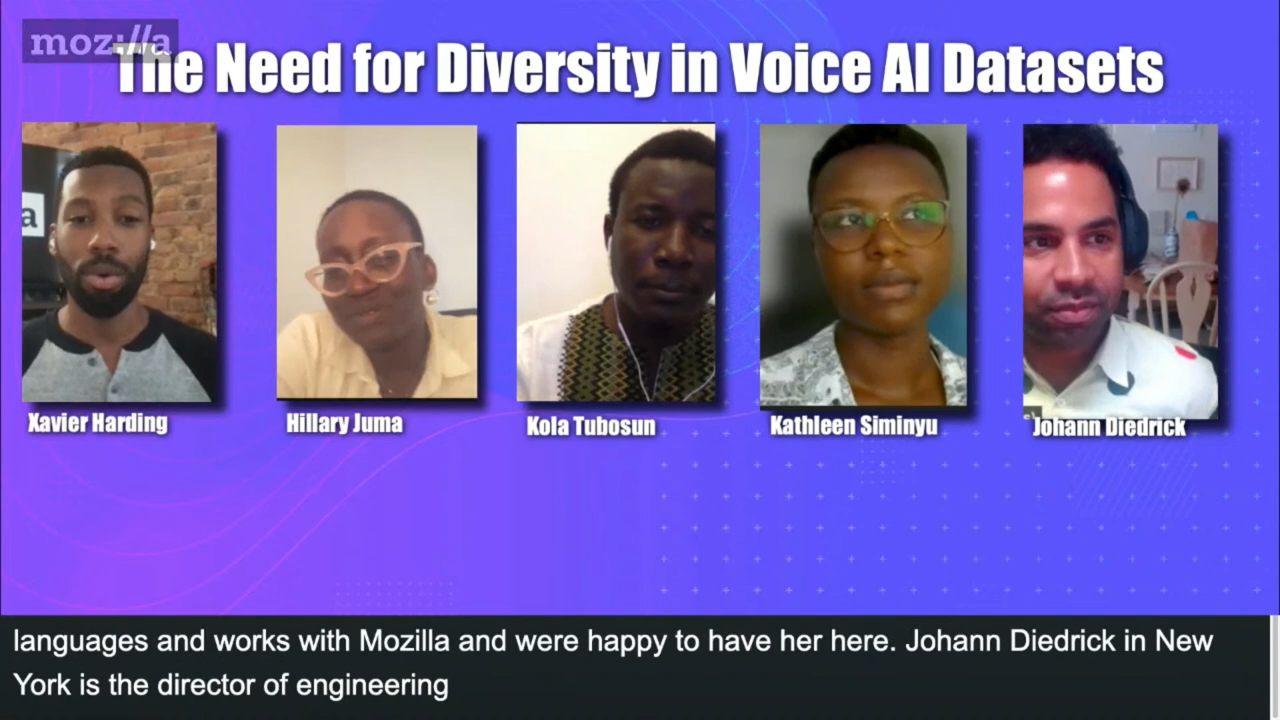 moz://a
The Need for Diversity in Voice AI Datasets
a
Xavier Harding
Hillary Juma
Kola Tubosun
Kathleen Siminyu
Johann Diedrick
languages and works with Mozilla and were happy to have her here. Johann Diedrick in New
York is the director of engineering